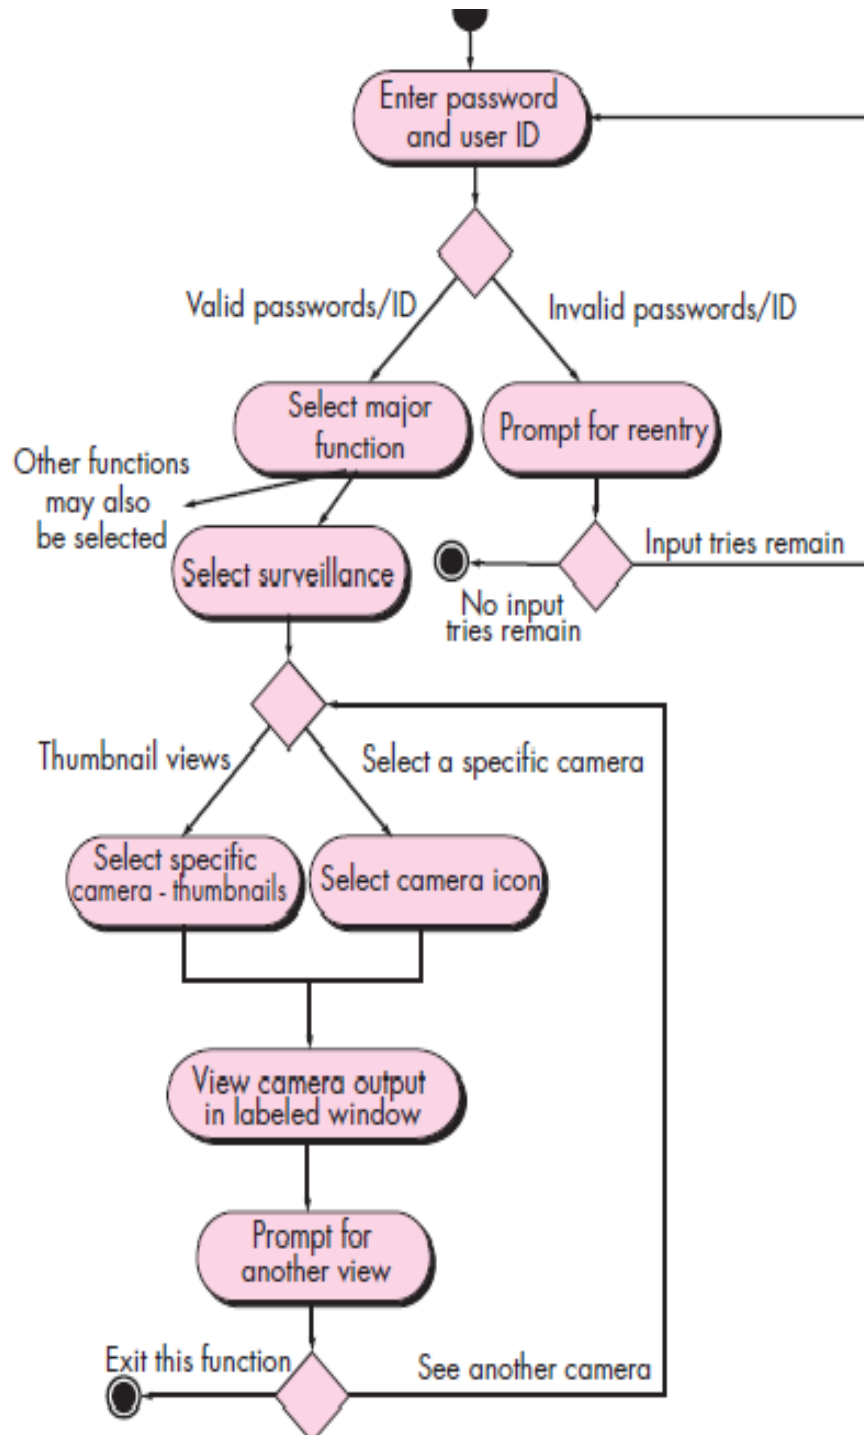 Enter password
and user ID
Valid passwords/ID
Invalid passwords/ID
Select major
function
Prompt for reentry
Other functions
may also
be selected
Input tries remain
Select surveillance
No input
tries remain
Thumbnail views
Select a specific camera
Select specific
camera - thumbnails
Select camera icon
View camera output
in labeled window
Prompt for
another view
Exit this function
See another camera